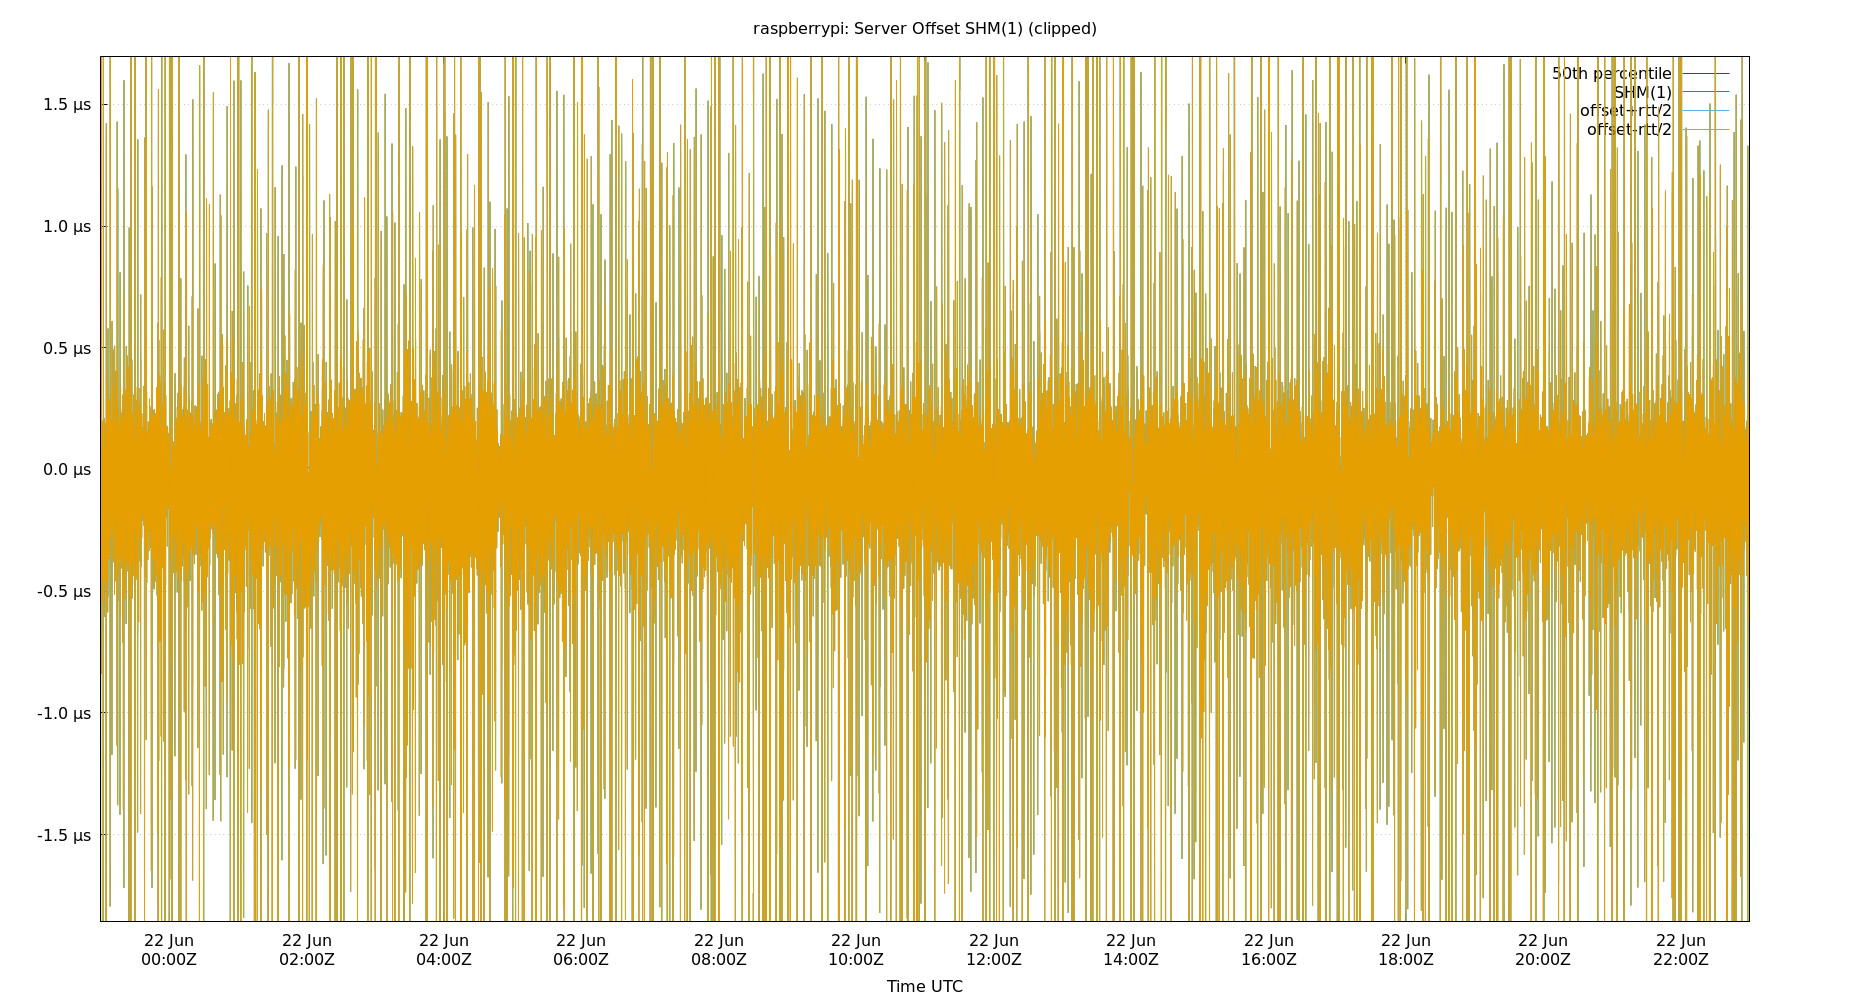 raspberrypi: Server Offset SHM(1) (clipped)
50th percentile
SHM(1)
offset+rtt/2
offset-rtt/2
1.5 µs
1.0 µs
0.5 µs
0.0 µs
-0.5 µs
-1.0 µs
-1.5 µs
22 Jun 22 Jun 22 Jun 22 Jun 22 Jun 22 Jun 22 Jun 22 Jun 22 Jun 22 Jun 22 Jun 22 Jun
00:00Z 02:00Z 04:00Z 06:00Z 08:00Z 10:00Z 12:00Z 14:00Z 16:00Z 18:00Z 20:00Z 22:00Z
Time UTC